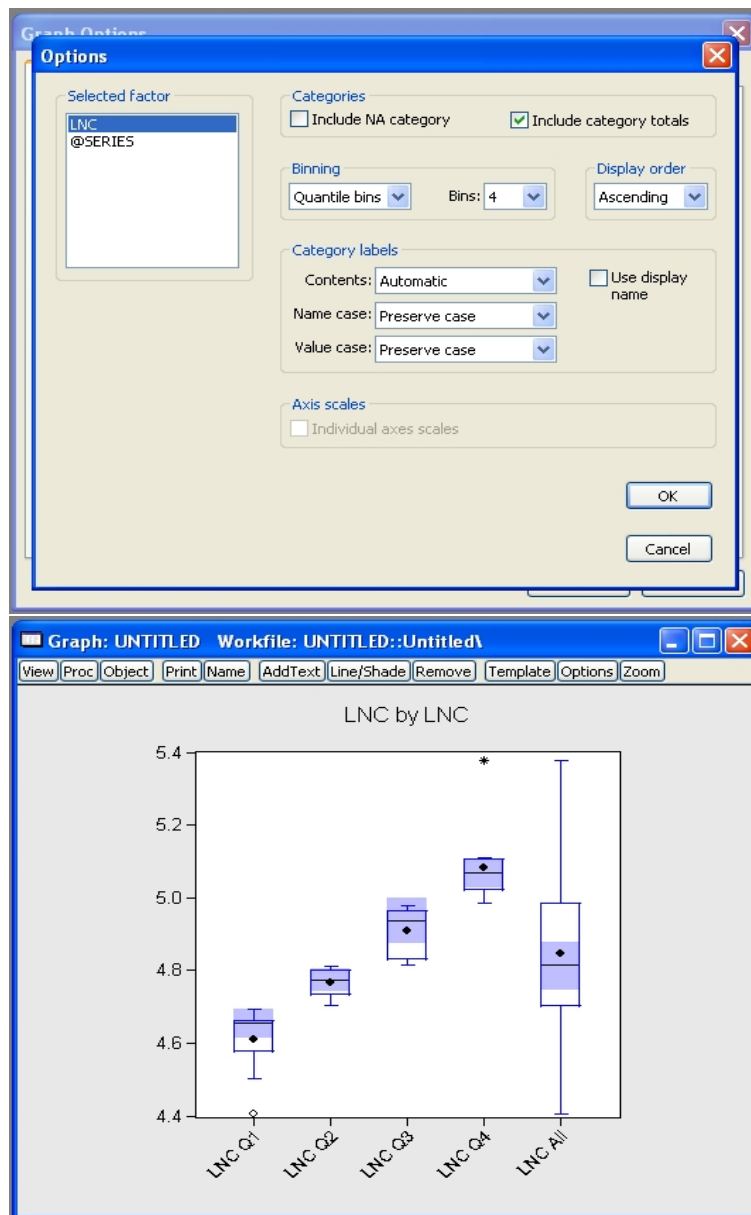 Graph Options
Options
Selected factor
LNC
@SERIES
Categories
Include NA category
Include category totals
Binning
Quantile bins
Bins: 4
Display order
Ascending
Category labels
Contents: Automatic
Use display name
Name case: Preserve case
Value case: Preserve case
Axis scales
Individual axes scales
OK
Cancel
Graph: UNTITLED Workfile: UNTITLED::Untitled\
View Proc Object Print Name AddText Line/Shade Remove Template Options Zoom
LNC by LNC
5.4
5.2
5.0
4.8
4.6
4.4
LNC Q1
LNC Q2
LNC Q3
LNC Q4
LNC All